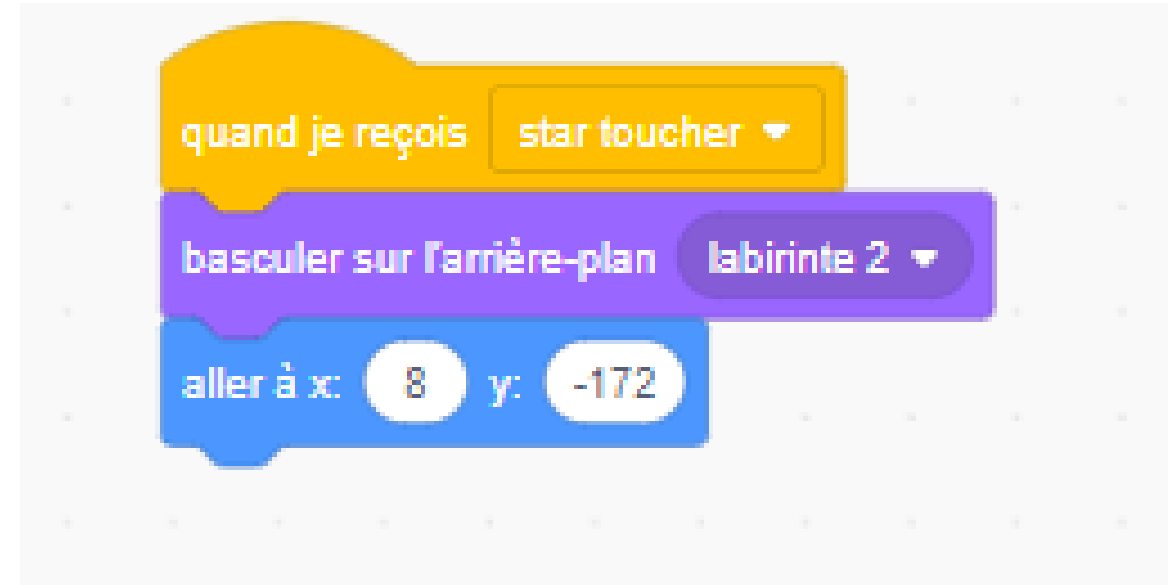 quand je reçois star toucher
basculer sur l'arrière-plan labirinte 2
aller à x: 8 y: -172